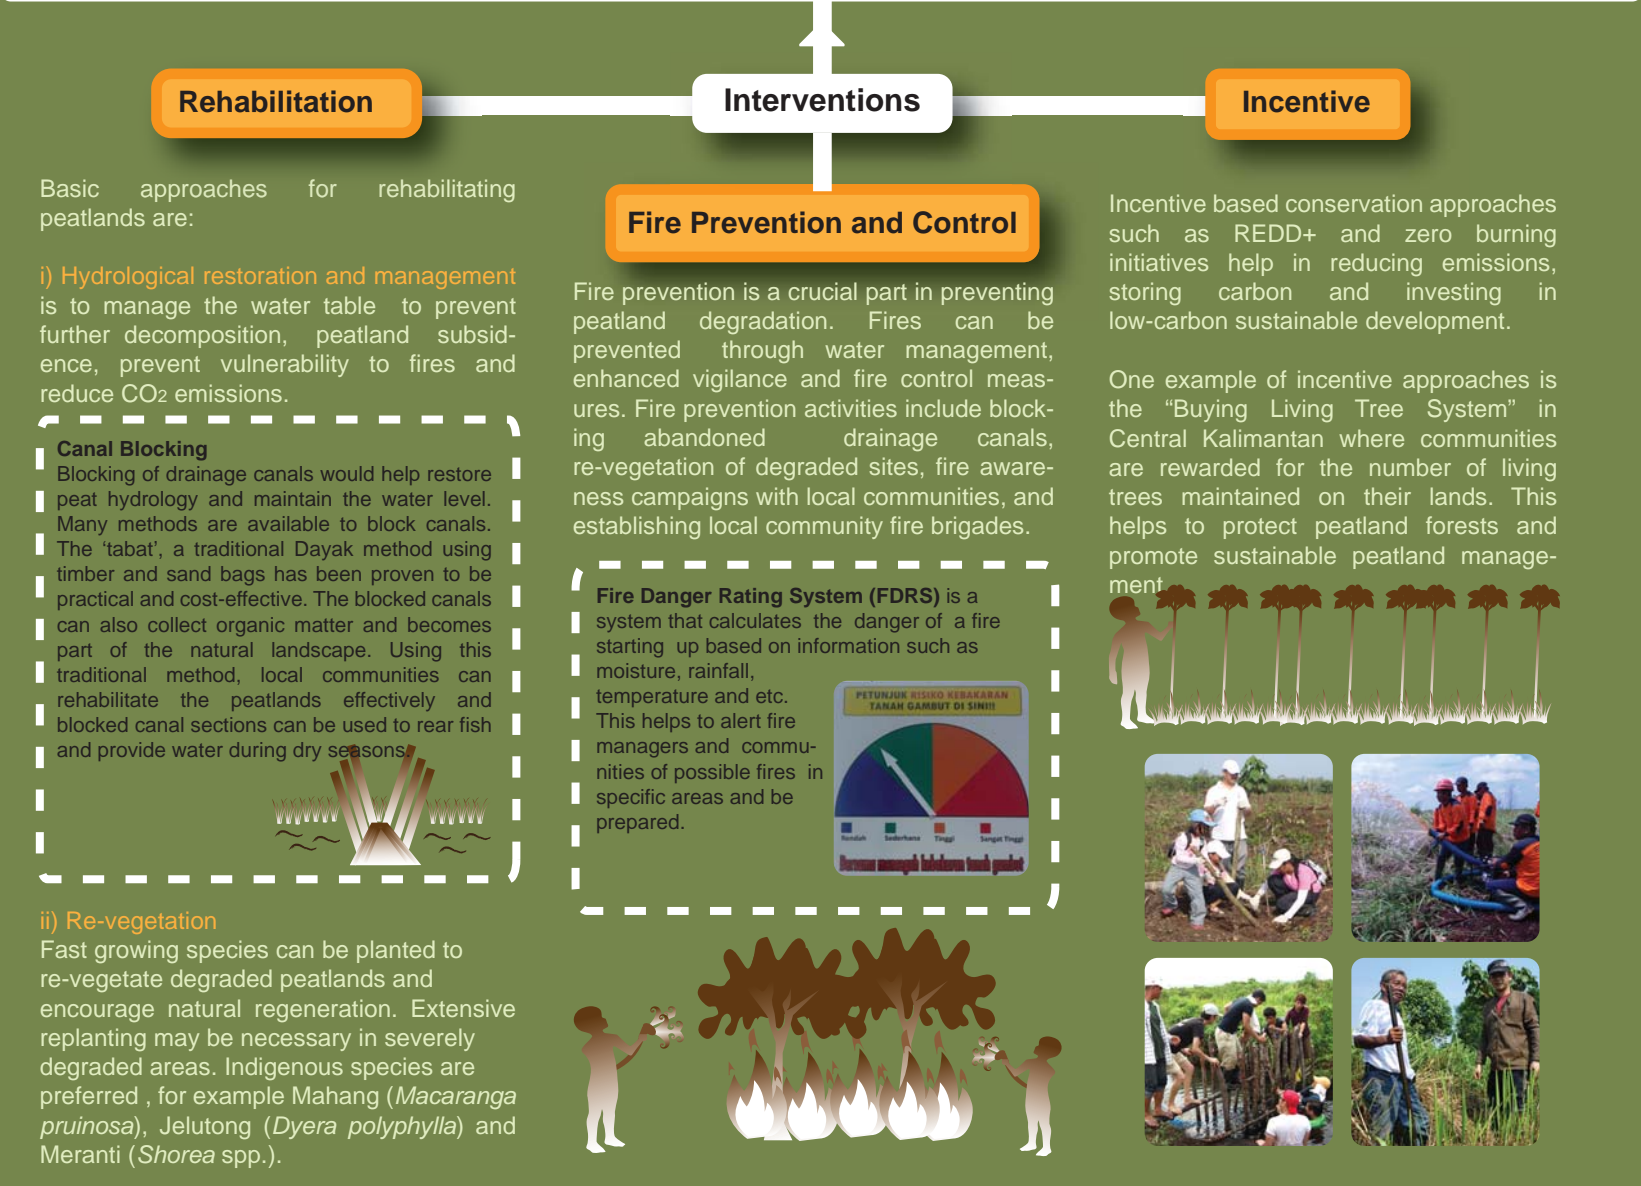 Rehabilitation
Interventions
Incentive
Basic approaches for rehabilitating
peatlands are:
i) Hydrological restoration and management
is to manage the water table to prevent
further decomposition, peatland subsid-
ence, prevent vulnerability to fires and
reduce CO2 emissions.
Canal Blocking
Blocking of drainage canals would help restore
peat hydrology and maintain the water level.
Many methods are available to block canals.
The ‘tabat’, a traditional Dayak method using
timber and sand bags has been proven to be
practical and cost-effective. The blocked canals
can also collect organic matter and becomes
part of the natural landscape. Using this
traditional method, local communities can
rehabilitate the peatlands effectively and
blocked canal sections can be used to rear fish
and provide water during dry seasons.
ii) Re-vegetation
Fast growing species can be planted to
re-vegetate degraded peatlands and
encourage natural regeneration. Extensive
replanting may be necessary in severely
degraded areas. Indigenous species are
preferred , for example Mahang (Macaranga
pruinosa), Jelutong (Dyera polyphylla) and
Meranti (Shorea spp.).
Fire Prevention and Control
Fire prevention is a crucial part in preventing
peatland degradation. Fires can be
prevented through water management,
enhanced vigilance and fire control meas-
ures. Fire prevention activities include block-
ing abandoned drainage canals,
re-vegetation of degraded sites, fire aware-
ness campaigns with local communities, and
establishing local community fire brigades.
Fire Danger Rating System (FDRS) is a
system that calculates the danger of a fire
starting up based on information such as
moisture, rainfall,
temperature and etc.
This helps to alert fire
managers and commu-
nities of possible fires in
specific areas and be
prepared.
PETUNJUK RISIKO KEBAKARAN
TANAH GAMBUT DI SINI!!
Rendah Sederhana Tinggi Sangat Tinggi
Bersama mencegah kebakaran tanah gambut
Incentive based conservation approaches
such as REDD+ and zero burning
initiatives help in reducing emissions,
storing carbon and investing in
low-carbon sustainable development.
One example of incentive approaches is
the “Buying Living Tree System” in
Central Kalimantan where communities
are rewarded for the number of living
trees maintained on their lands. This
helps to protect peatland forests and
promote sustainable peatland manage-
ment.